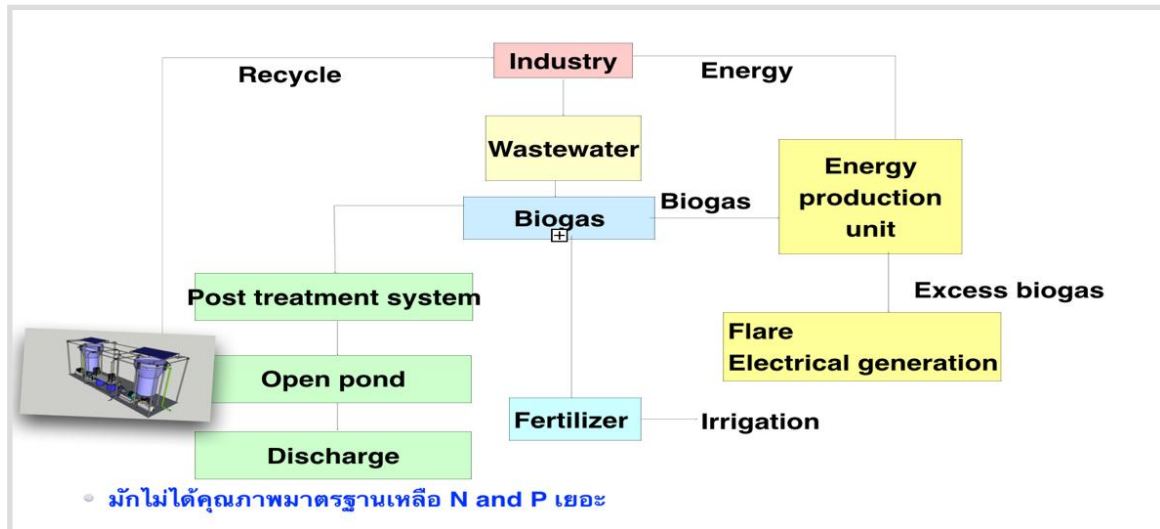 Industry
Recycle
Energy
Wastewater
Energy
production
unit
Biogas
Biogas
Post treatment system
Excess biogas
Flare
Electrical generation
Open pond
Fertilizer
Irrigation
Discharge
มักไม่ได้คุณภาพมาตรฐานเหลือ N and P เยอะ